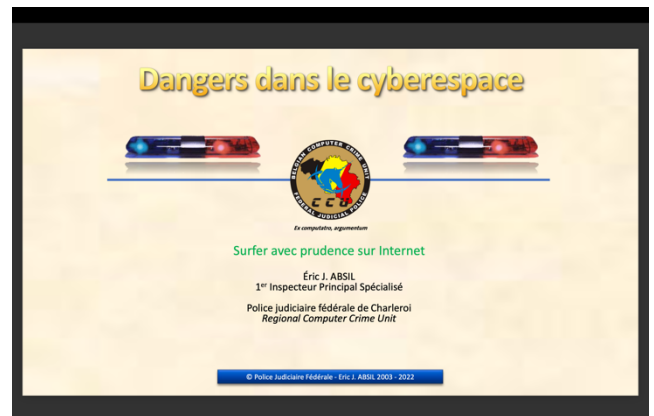 Dangers dans le cyberespace
BELGIAN COMPUTER CRIME UNIT
CCU
FEDERAL JUDICIAL POLICE
Ex computatro, argumentum
Surfer avec prudence sur Internet
Éric J. ABSIL
1er Inspecteur Principal Spécialisé
Police judiciaire fédérale de Charleroi
Regional Computer Crime Unit
© Police Judiciaire Fédérale - Eric J. ABSIL 2003 - 2022